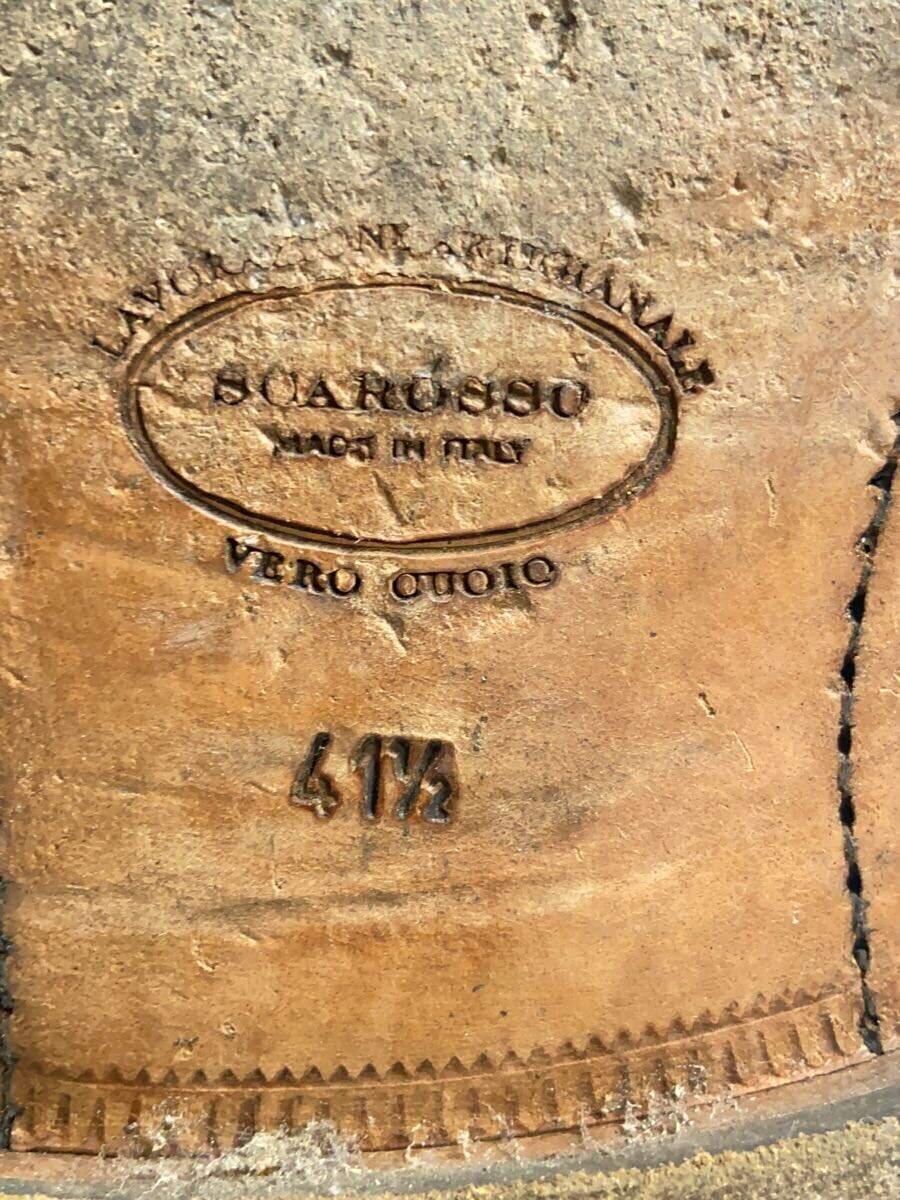 LAVORAZIONE ARTIGIANALE
SCAROSSO
MADE IN ITALY
VERO CUOIO
41½